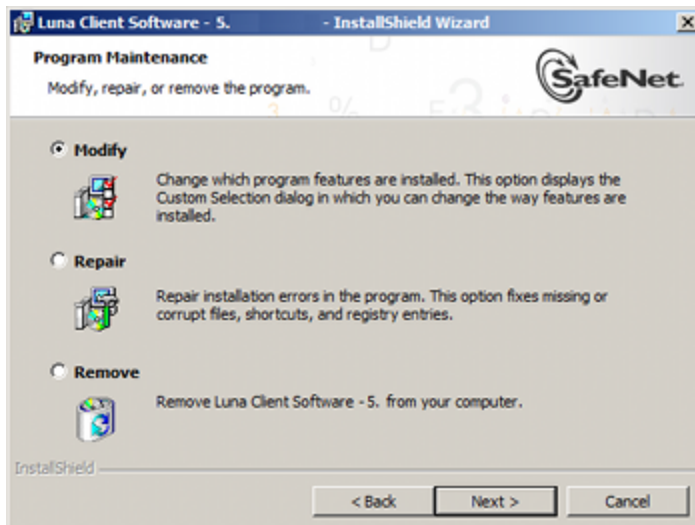 Luna Client Software - 5. - InstallShield Wizard
Program Maintenance
Modify, repair, or remove the program.
SafeNet.
Modify
Change which program features are installed. This option displays the
Custom Selection dialog in which you can change the way features are
installed.
Repair
Repair installation errors in the program. This option fixes missing or
corrupt files, shortcuts, and registry entries.
Remove
Remove Luna Client Software - 5. from your computer.
InstallShield
< Back
Next >
Cancel